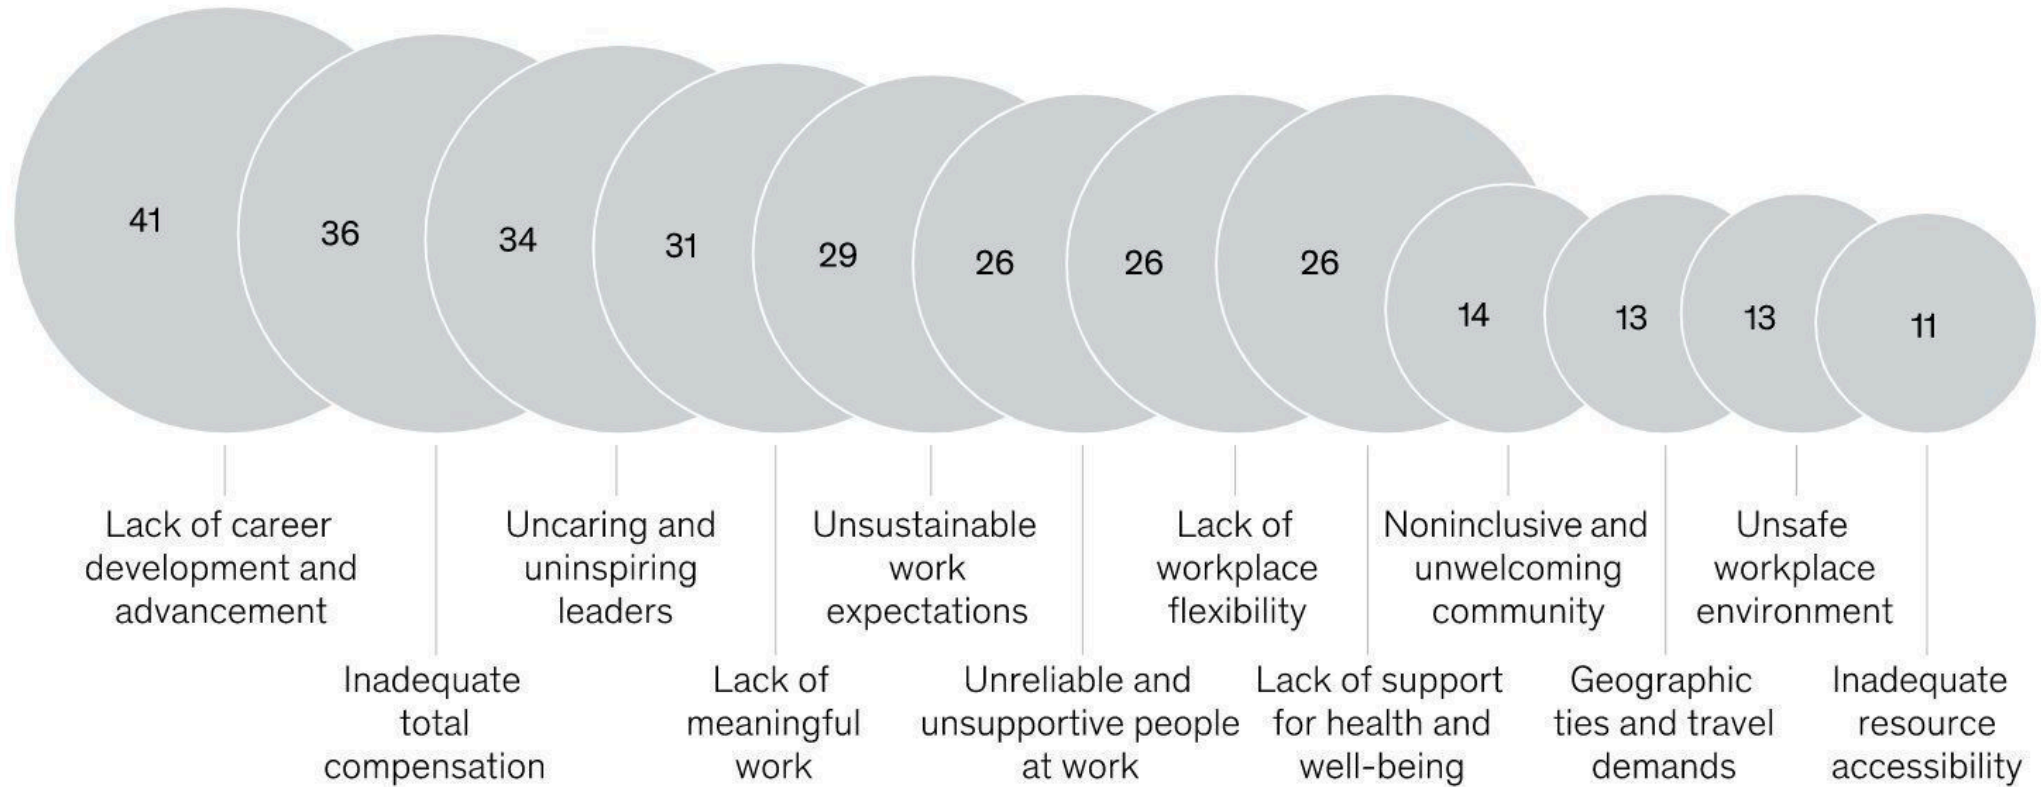 41
36
34
31
29
26
26
26
14
13
13
11
Lack of career
development and
advancement
Inadequate
total
compensation
Uncaring and
uninspiring
leaders
Lack of
meaningful
work
Unsustainable
work
expectations
Unreliable and
unsupportive people
at work
Lack of
workplace
flexibility
Lack of support
for health and
well-being
Noninclusive and
unwelcoming
community
Geographic
ties and travel
demands
Unsafe
workplace
environment
Inadequate
resource
accessibility